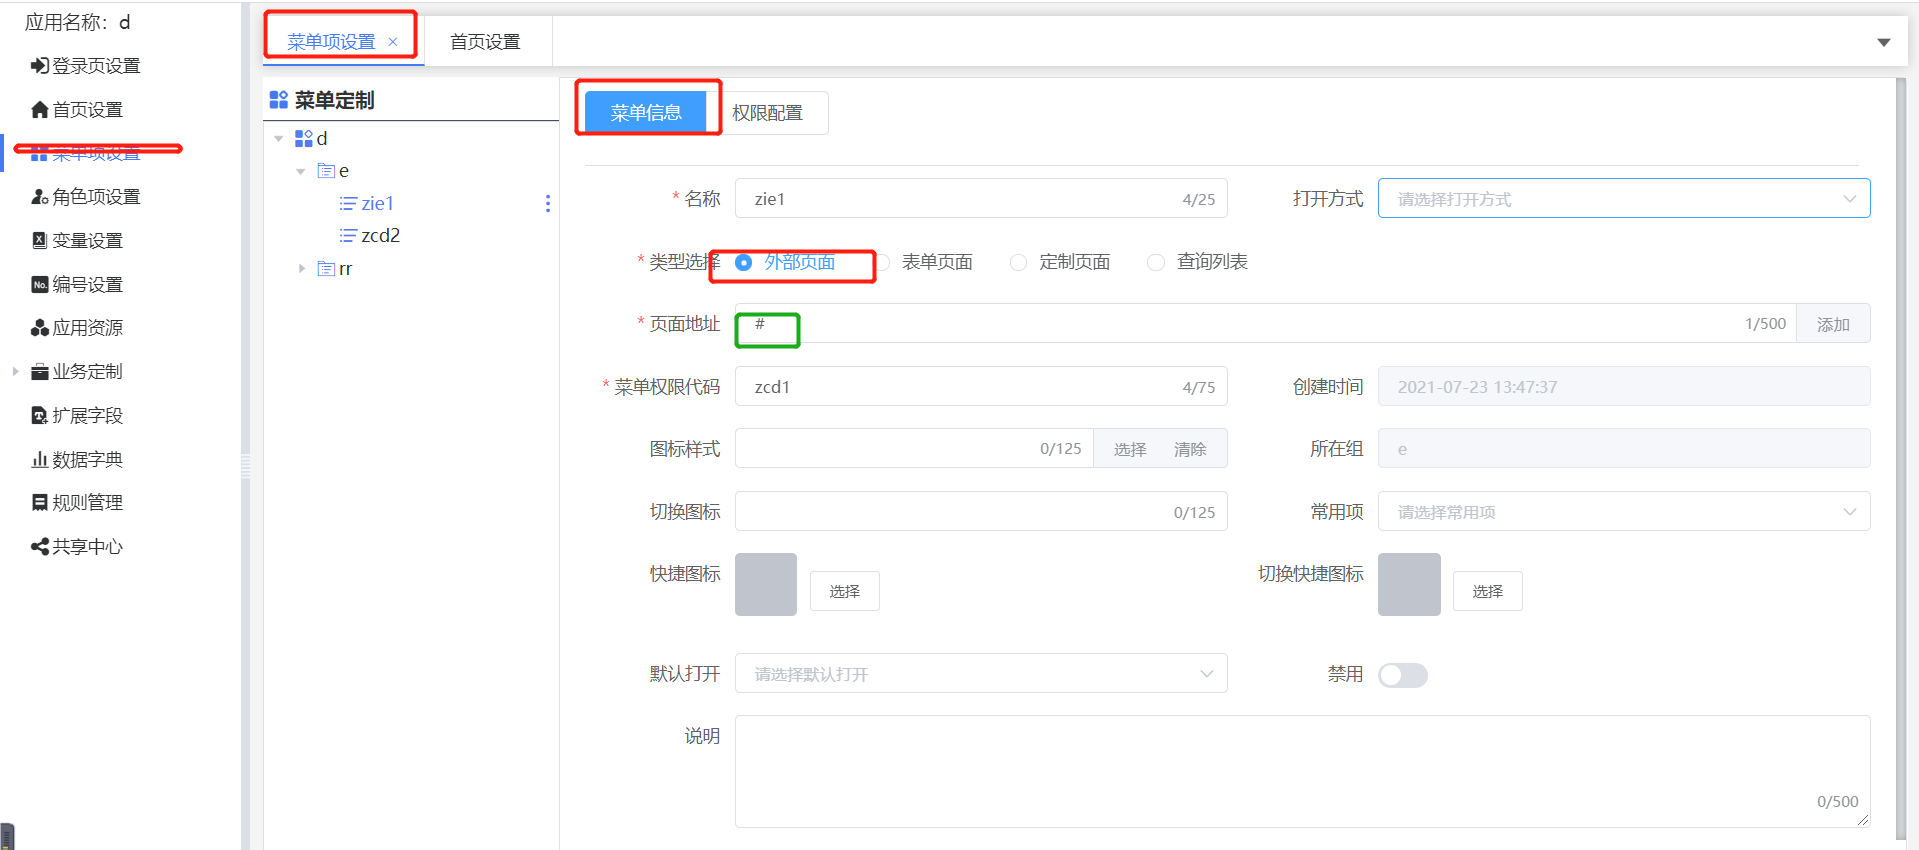 应用名称：d
登录页设置
首页设置
菜单项设置
角色项设置
变量设置
No. 编号设置
应用资源
业务定制
扩展字段
数据字典
规则管理
共享中心
菜单项设置 ×
首页设置
菜单定制
d
e
zie1
zcd2
rr
菜单信息
权限配置
* 名称 zie1 4/25 打开方式 请选择打开方式
* 类型选择 外部页面 表单页面 定制页面 查询列表
* 页面地址 # 1/500 添加
* 菜单权限代码 zcd1 4/75 创建时间 2021-07-23 13:47:37
图标样式 0/125 选择 清除 所在组 e
切换图标 0/125 常用项 请选择常用项
快捷图标 选择 切换快捷图标 选择
默认打开 请选择默认打开 禁用
说明
0/500